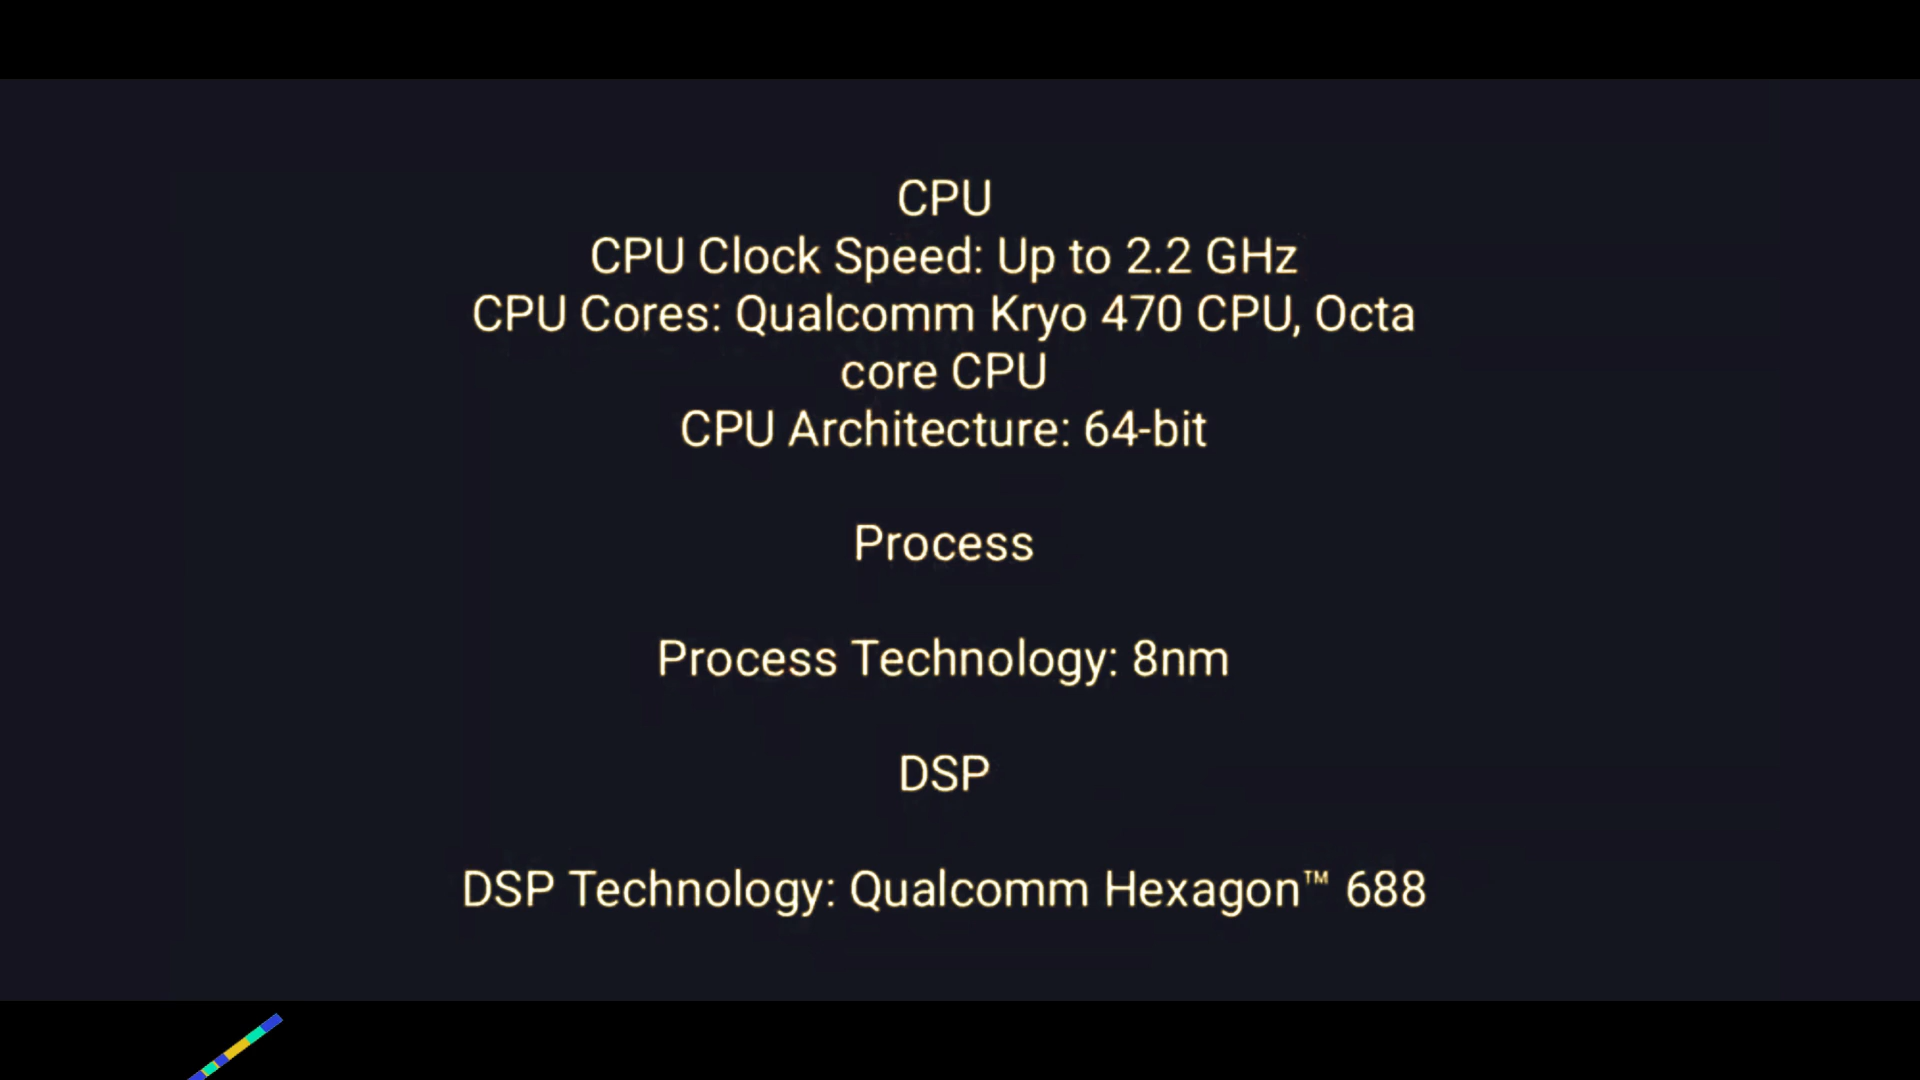 CPU
CPU Clock Speed: Up to 2.2 GHz
CPU Cores: Qualcomm Kryo 470 CPU, Octa
core CPU
CPU Architecture: 64-bit
Process
Process Technology: 8nm
DSP
DSP Technology: Qualcomm Hexagon™ 688